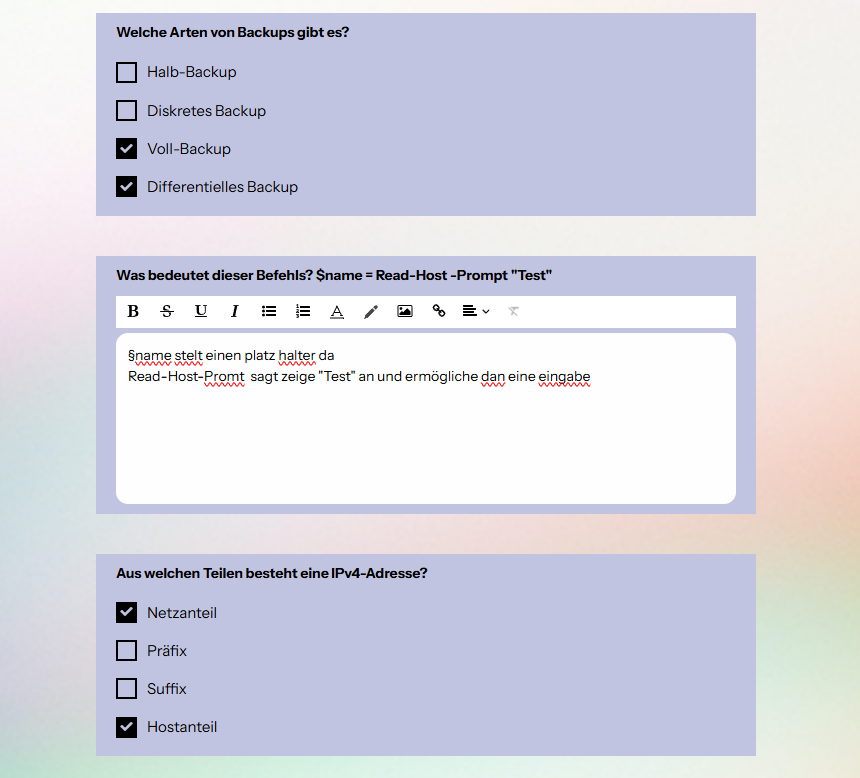 Welche Arten von Backups gibt es?
Halb-Backup
Diskretes Backup
Voll-Backup
Differentielles Backup
Was bedeutet dieser Befehls? $name = Read-Host -Prompt "Test"
B S U I A
§name stelt einen platz halter da
Read-Host-Promt sagt zeige "Test" an und ermögliche dan eine eingabe
Aus welchen Teilen besteht eine IPv4-Adresse?
Netzanteil
Präfix
Suffix
Hostanteil